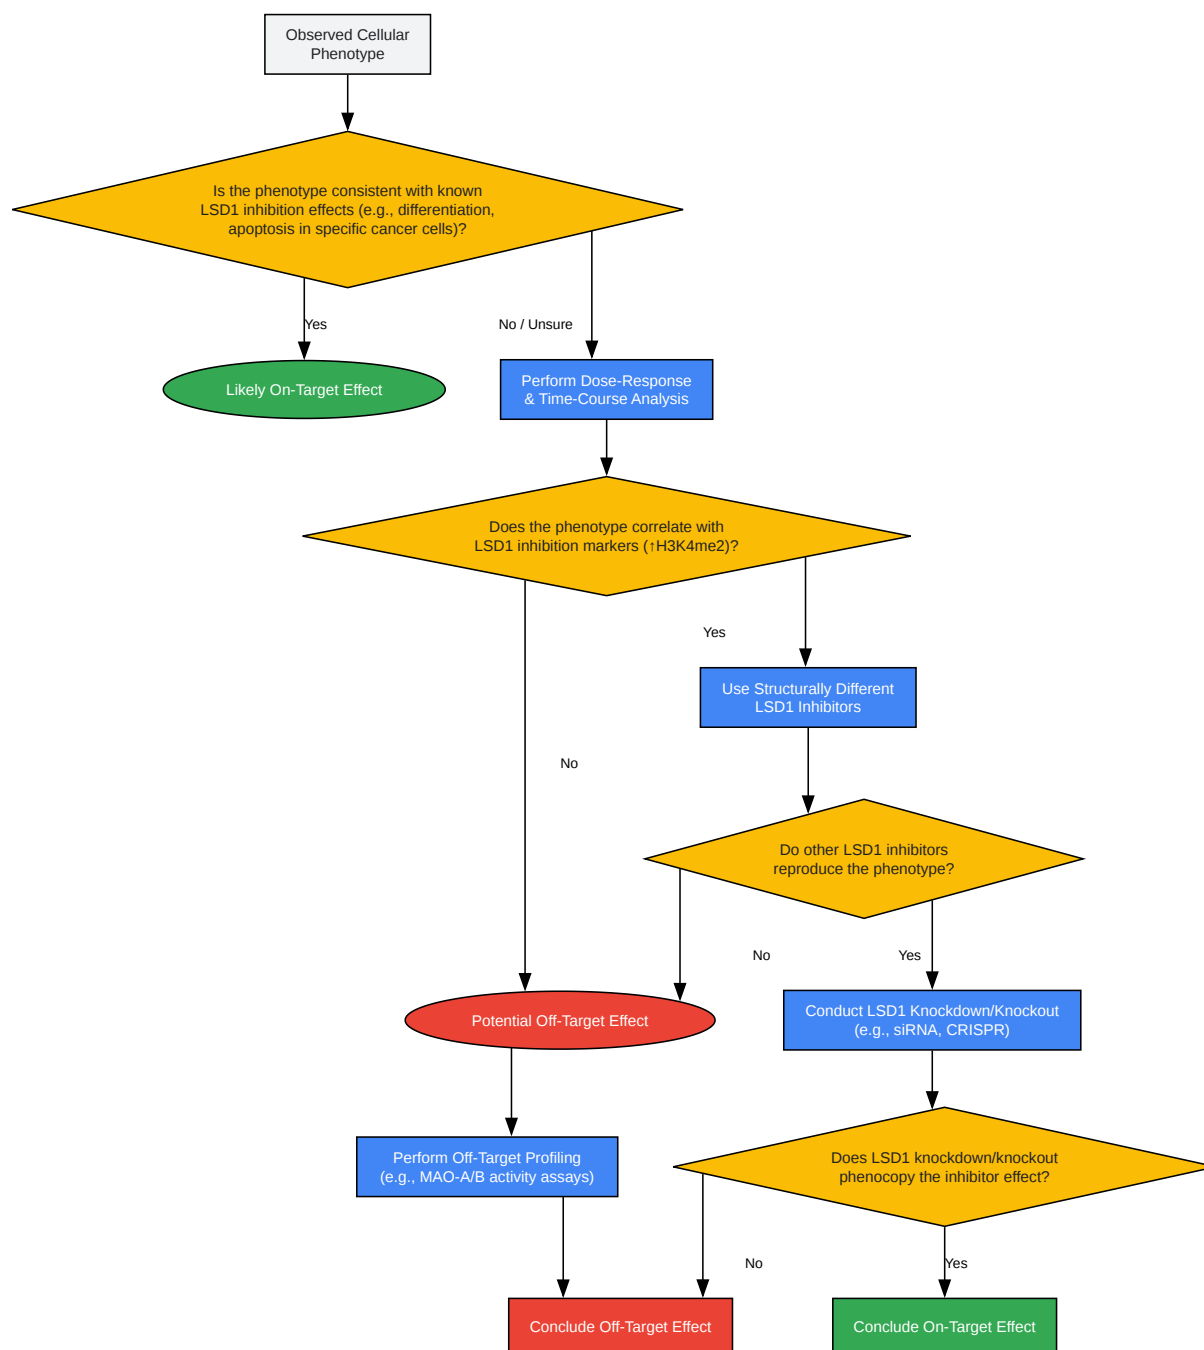 Observed Cellular
Phenotype
Is the phenotype consistent with known
LSD1 inhibition effects (e.g., differentiation,
apoptosis in specific cancer cells)?
Yes
No / Unsure
Likely On-Target Effect
Perform Dose-Response
& Time-Course Analysis
Does the phenotype correlate with
LSD1 inhibition markers (↑H3K4me2)?
Yes
Use Structurally Different
LSD1 Inhibitors
No
Do other LSD1 inhibitors
reproduce the phenotype?
No
Yes
Potential Off-Target Effect
Conduct LSD1 Knockdown/Knockout
(e.g., siRNA, CRISPR)
Perform Off-Target Profiling
(e.g., MAO-A/B activity assays)
Does LSD1 knockdown/knockout
phenocopy the inhibitor effect?
No
Yes
Conclude Off-Target Effect
Conclude On-Target Effect